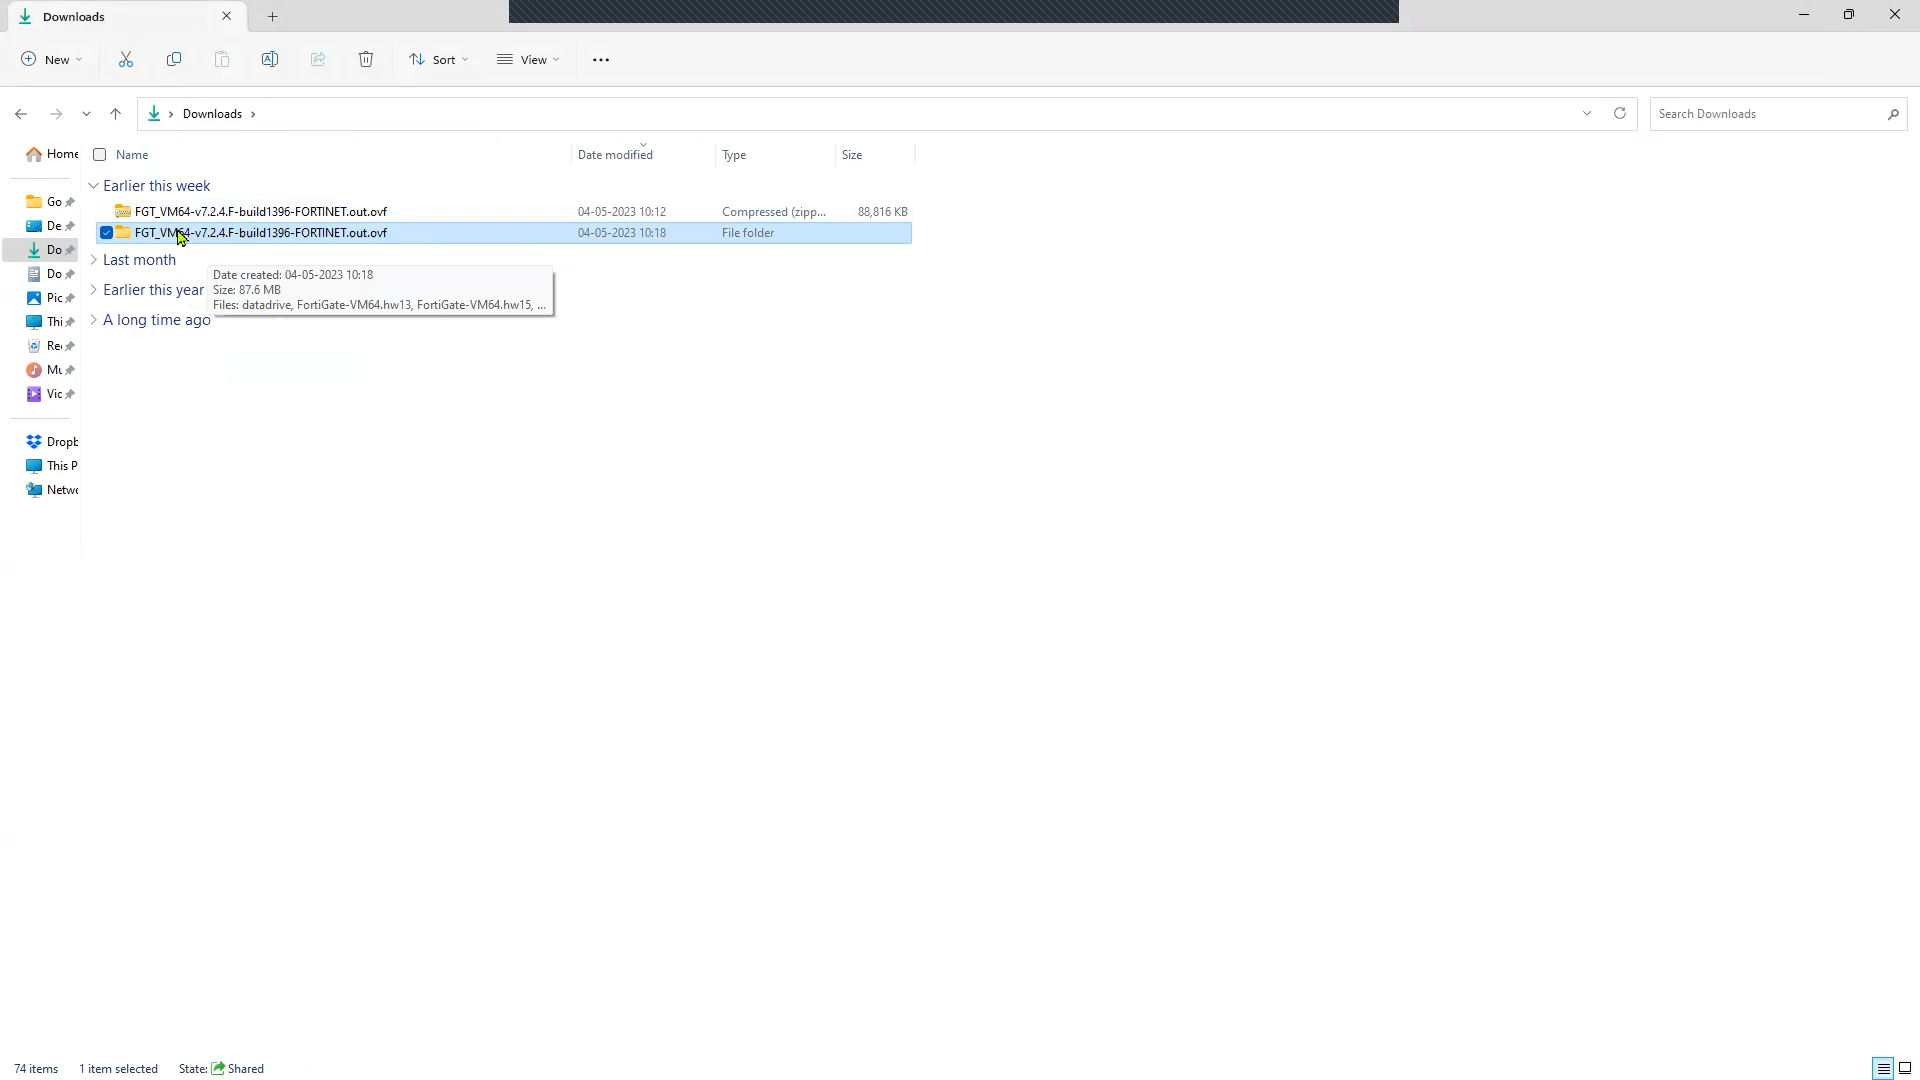 Downloads
New
Sort
View
Downloads
Search Downloads
Home
Name
Date modified
Type
Size
Earlier this week
Go
FGT_VM64-v7.2.4.F-build1396-FORTINET.out.ovf
04-05-2023 10:12
Compressed (zipp...
88,816 KB
De
FGT_VM64-v7.2.4.F-build1396-FORTINET.out.ovf
04-05-2023 10:18
File folder
Do
Last month
Do
Date created: 04-05-2023 10:18
Size: 87.6 MB
Files: datadrive, FortiGate-VM64.hw13, FortiGate-VM64.hw15, ...
Earlier this year
Pic
A long time ago
Thi
Re
Mu
Vic
Dropb
This P
Netwo
74 items
1 item selected
State:
Shared